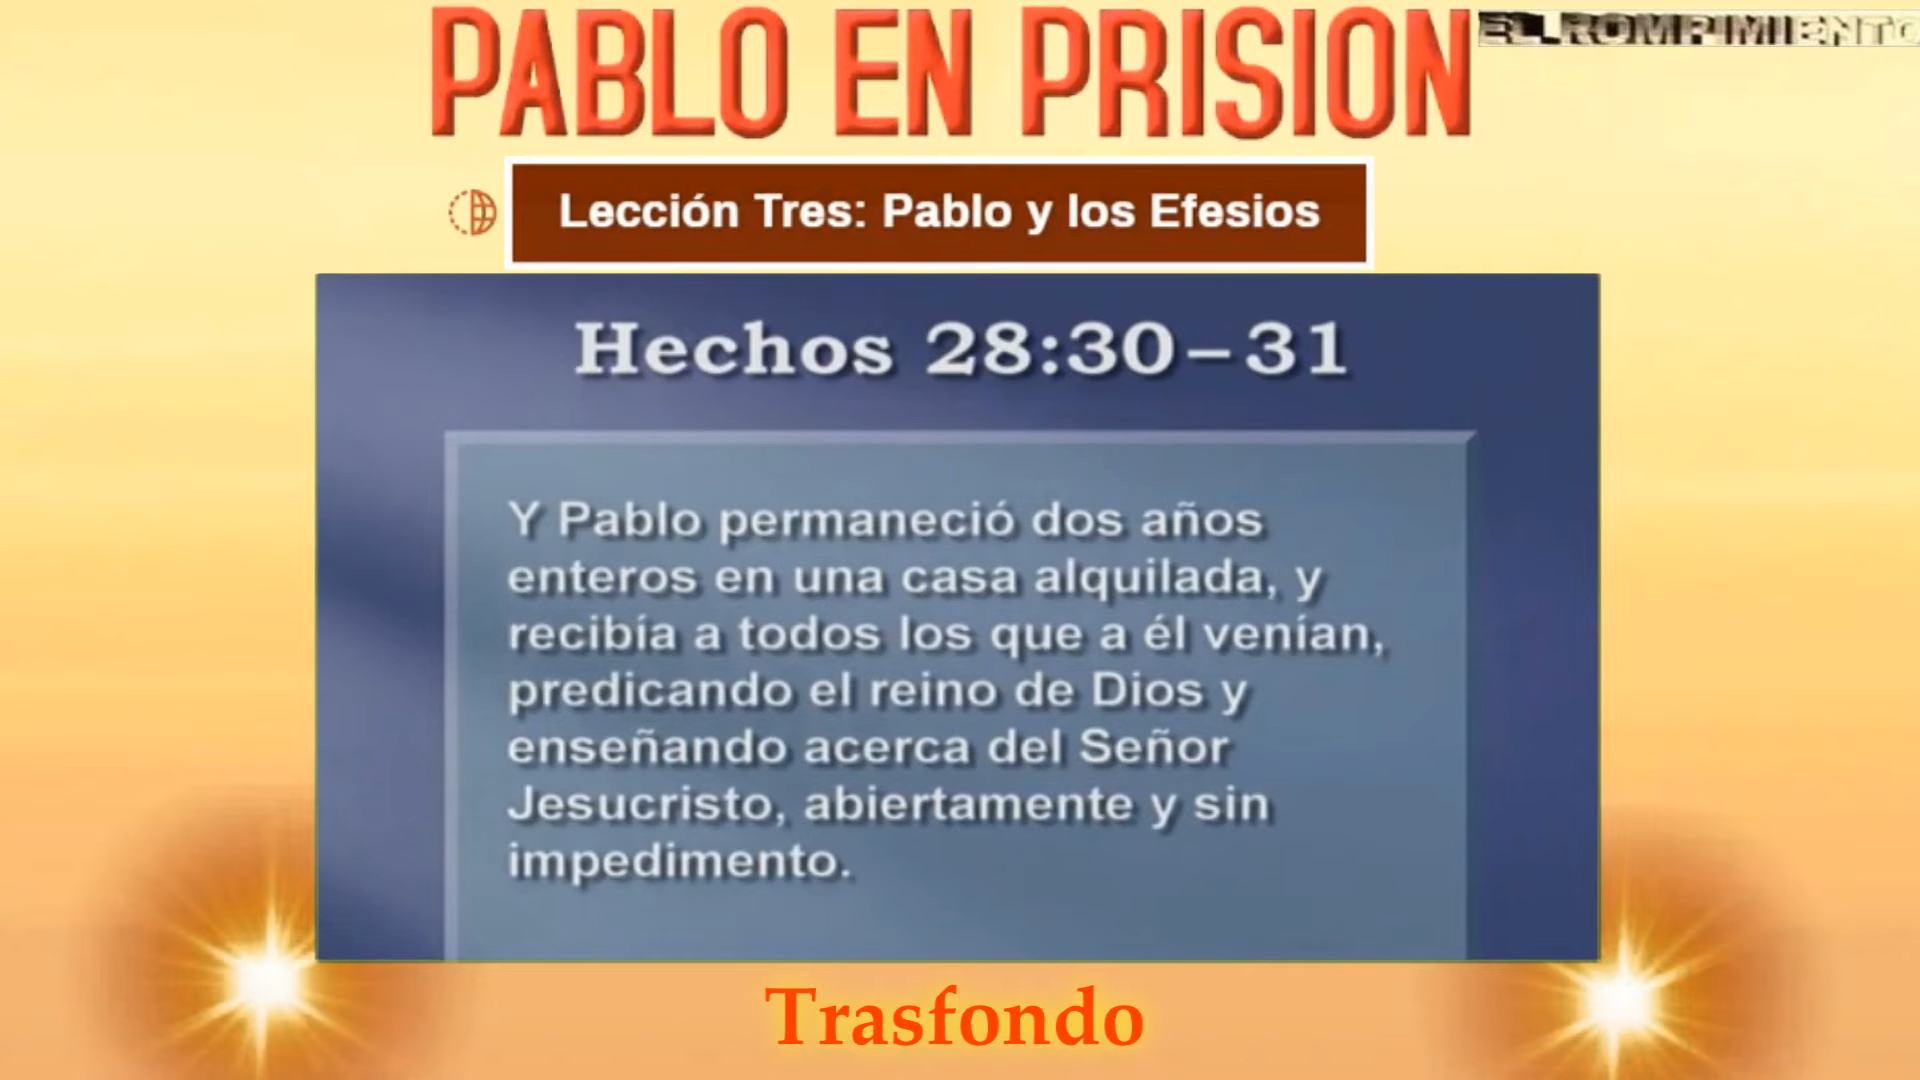 PABLO EN PRISION
EL ROMPIMIENTO
Lección Tres: Pablo y los Efesios
Hechos 28:30–31
Y Pablo permaneció dos años
enteros en una casa alquilada, y
recibía a todos los que a él venían,
predicando el reino de Dios y
enseñando acerca del Señor
Jesucristo, abiertamente y sin
impedimento.
Trasfondo